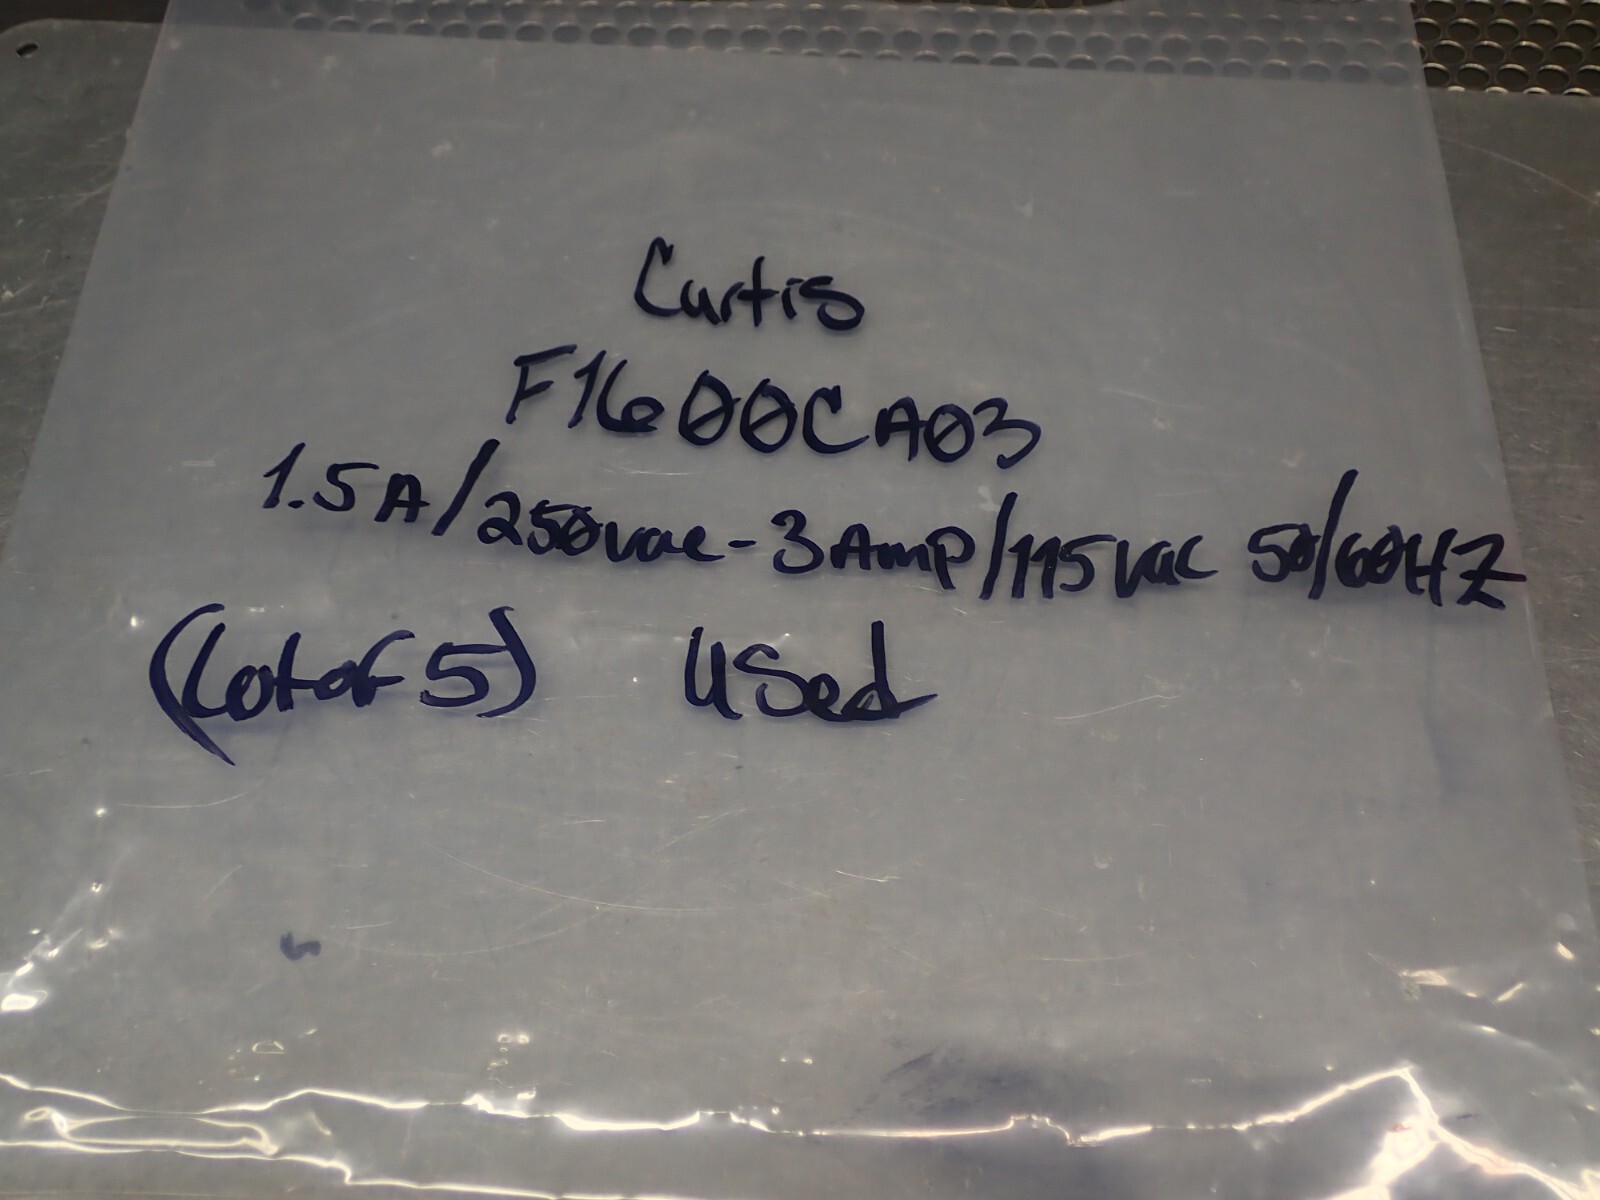 Curtis
F1600CA03
1.5A/250vac-3Amp/115vac 50/60HZ
(Lot of 5) Used